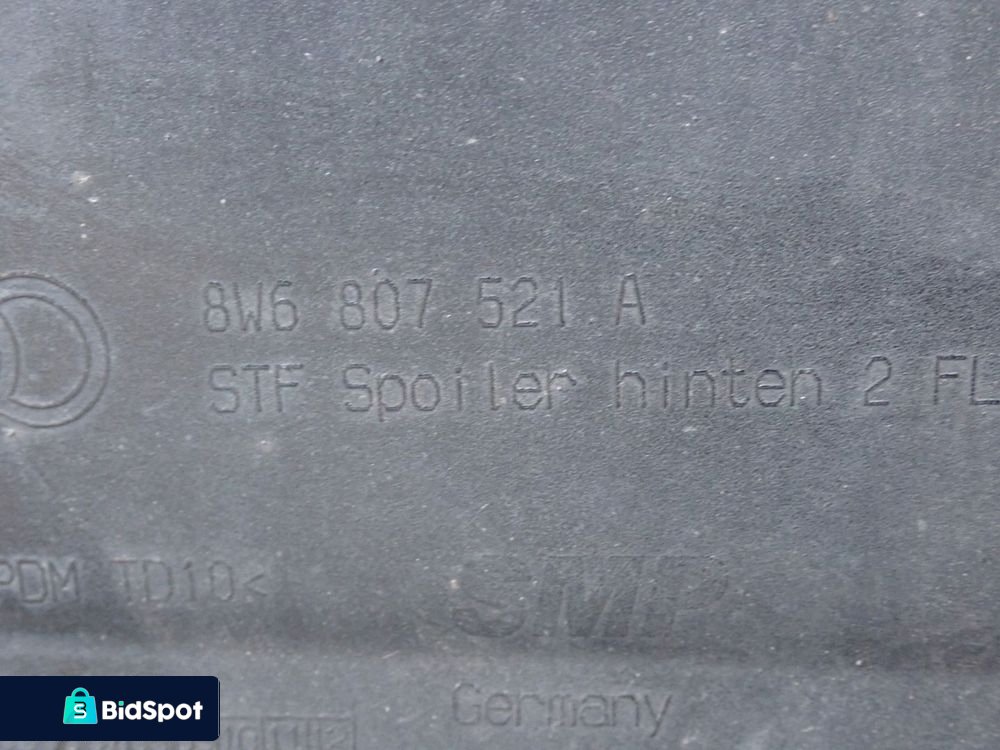 8W6 807 521 A
STF Spoiler hinten 2 FL
PDM TD10<
SMP
Germany
BidSpot